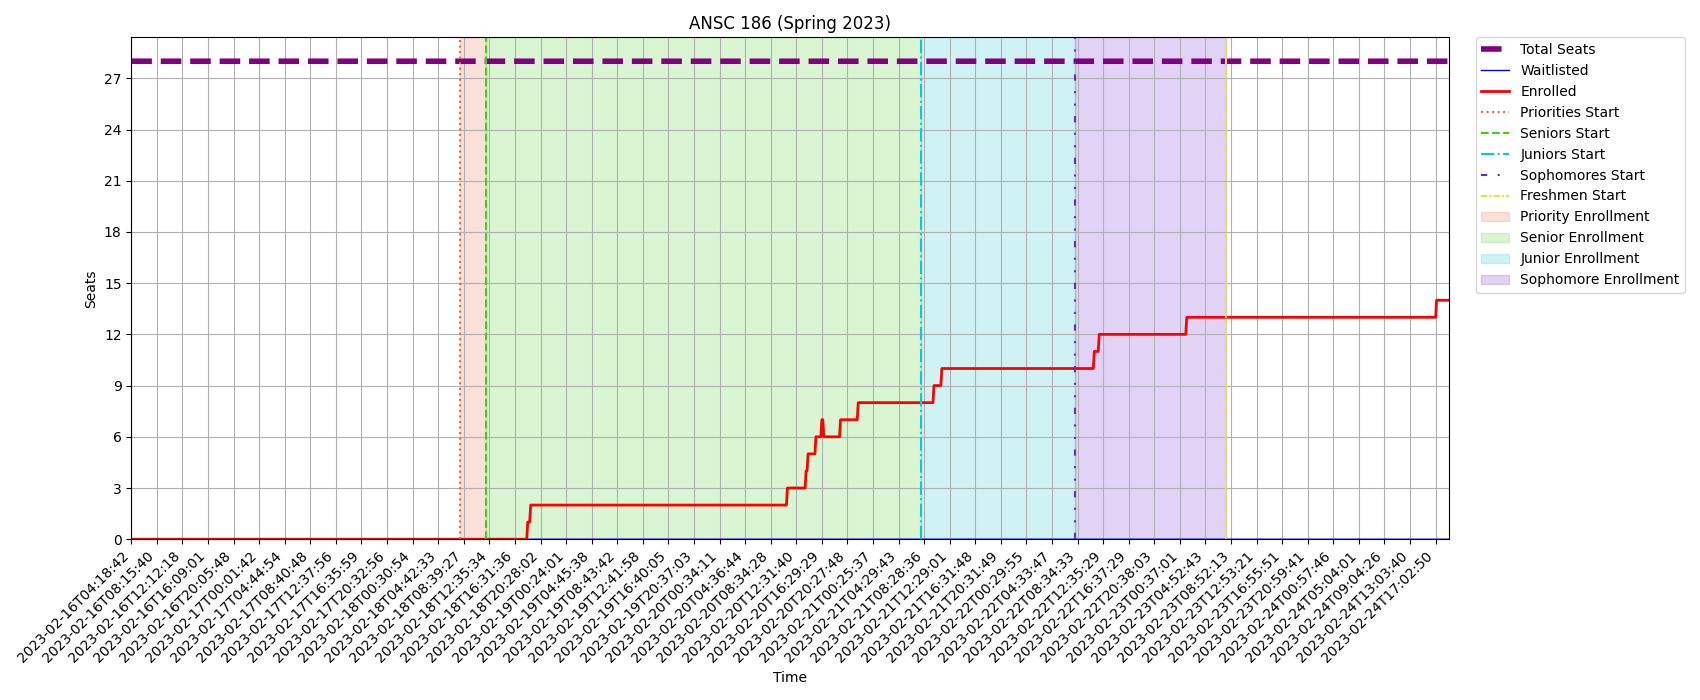 ANSC 186 (Spring 2023)
Seats
27
24
21
18
15
12
9
6
3
0
2023-02-16T04:18:42
2023-02-16T08:15:40
2023-02-16T12:12:18
2023-02-16T16:09:01
2023-02-16T20:05:48
2023-02-17T00:01:42
2023-02-17T04:44:54
2023-02-17T08:40:48
2023-02-17T12:37:56
2023-02-17T16:35:59
2023-02-17T20:32:56
2023-02-18T00:30:54
2023-02-18T04:42:33
2023-02-18T08:39:27
2023-02-18T12:35:34
2023-02-18T16:31:36
2023-02-18T20:28:02
2023-02-19T00:24:01
2023-02-19T04:45:38
2023-02-19T08:43:42
2023-02-19T12:41:58
2023-02-19T16:40:05
2023-02-19T20:37:03
2023-02-20T00:34:11
2023-02-20T04:36:44
2023-02-20T08:34:28
2023-02-20T12:31:40
2023-02-20T16:29:29
2023-02-20T20:27:48
2023-02-21T00:25:37
2023-02-21T04:29:43
2023-02-21T08:28:36
2023-02-21T12:29:01
2023-02-21T16:31:48
2023-02-21T20:31:49
2023-02-22T00:29:55
2023-02-22T04:33:47
2023-02-22T08:34:33
2023-02-22T12:35:29
2023-02-22T16:37:29
2023-02-22T20:38:03
2023-02-23T00:37:01
2023-02-23T04:52:43
2023-02-23T08:52:13
2023-02-23T12:53:21
2023-02-23T16:55:51
2023-02-23T20:59:41
2023-02-24T00:57:46
2023-02-24T05:04:01
2023-02-24T09:04:26
2023-02-24T13:03:40
2023-02-24T17:02:50
Time
Total Seats
Waitlisted
Enrolled
Priorities Start
Seniors Start
Juniors Start
Sophomores Start
Freshmen Start
Priority Enrollment
Senior Enrollment
Junior Enrollment
Sophomore Enrollment